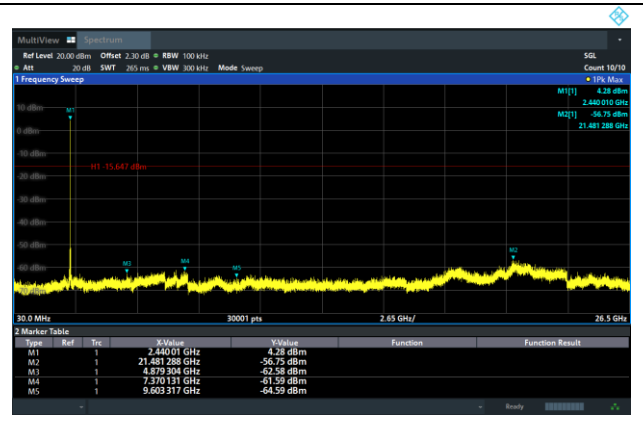 MultiView Spectrum
Ref Level 20.00 dBm Offset 2.30 dB RBW 100 kHz SGL
Att 20 dB SWT 265 ms VBW 300 kHz Mode Sweep Count 10/10
1 Frequency Sweep 1Pk Max
M1[1] 4.28 dBm
2.440 010 GHz
M2[1] -56.75 dBm
21.481 288 GHz
10 dBm
M1
0 dBm
-10 dBm
H1 -15.647 dBm
-20 dBm
-30 dBm
-40 dBm
-50 dBm
M2
-60 dBm
M3
M4
M5
30.0 MHz 30001 pts 2.65 GHz/ 26.5 GHz
2 Marker Table
Type Ref Trc X-Value Y-Value Function Function Result
M1 1 2.440 01 GHz 4.28 dBm
M2 1 21.481 288 GHz -56.75 dBm
M3 1 4.879 304 GHz -62.58 dBm
M4 1 7.370 131 GHz -61.59 dBm
M5 1 9.603 317 GHz -64.59 dBm
Ready